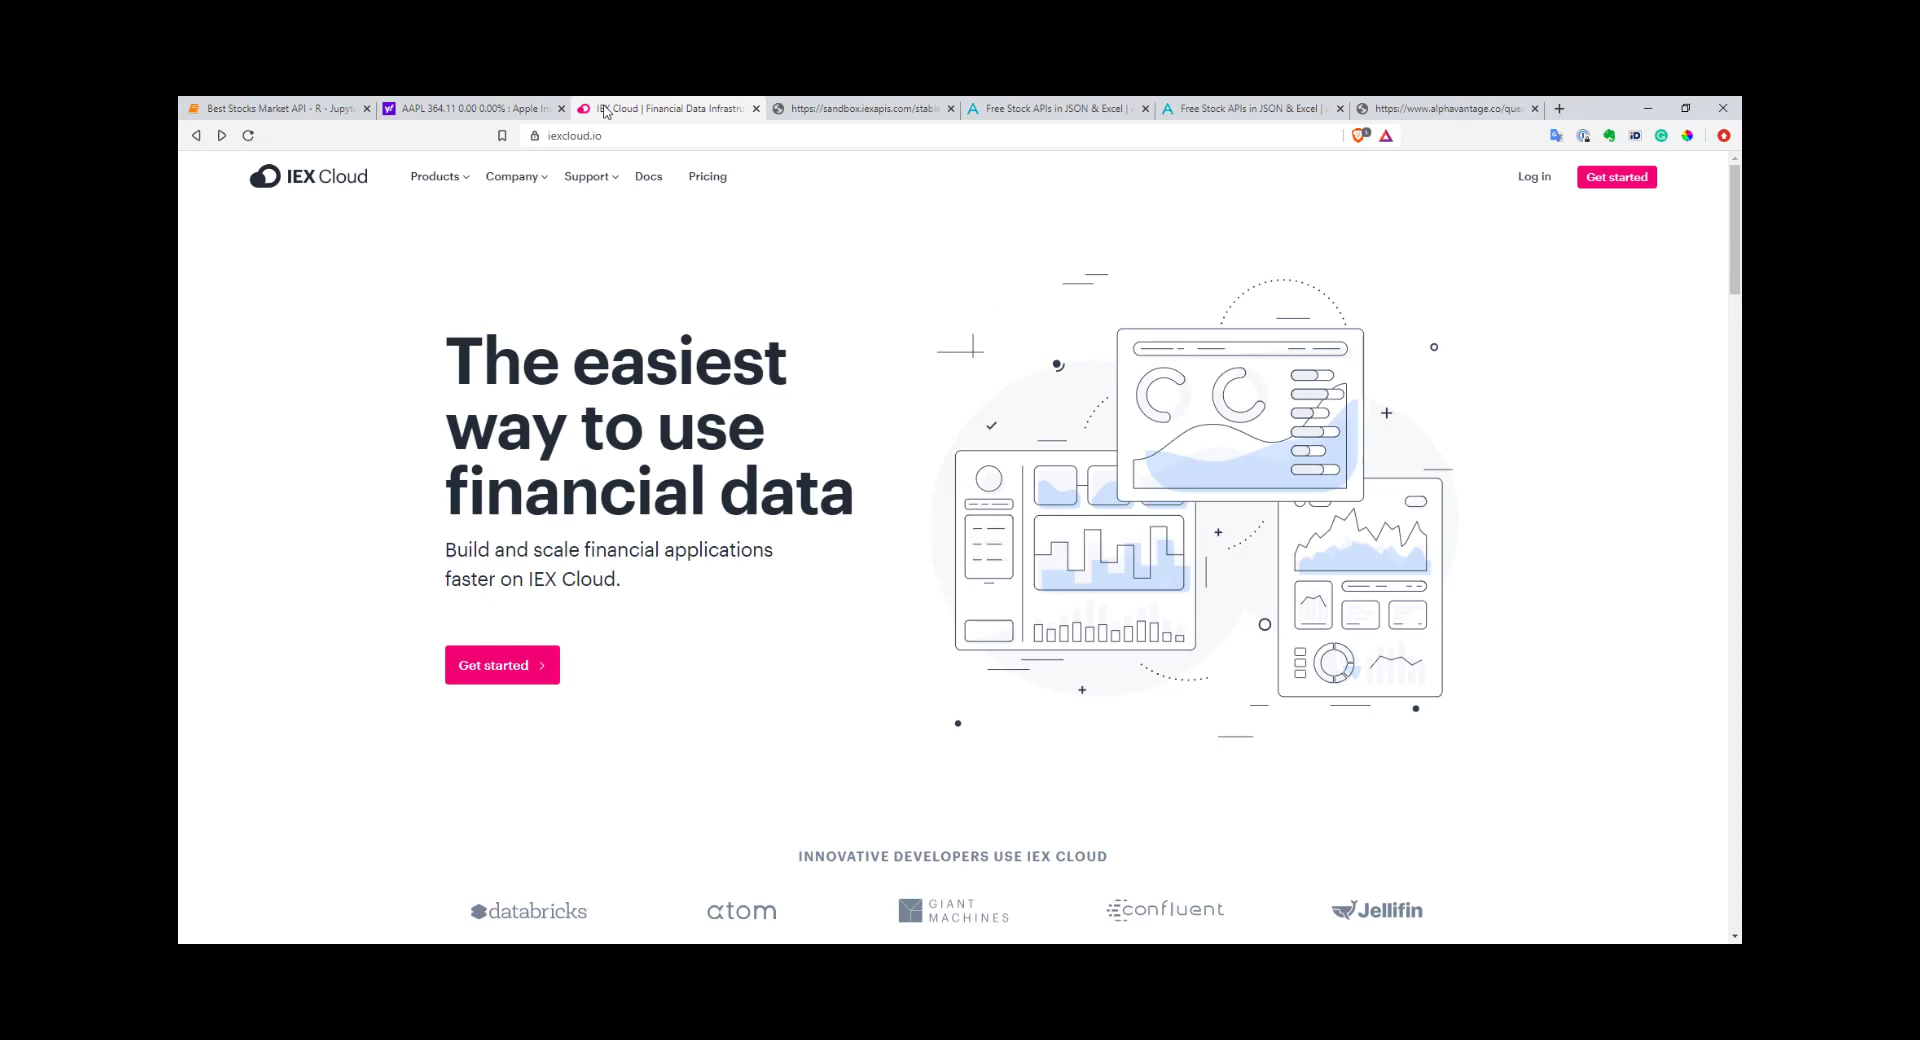 Best Stocks Market API - R - Jupyt
AAPL 364.11 0.00 0.00% : Apple In
IEX Cloud | Financial Data Infrastru
https://sandbox.iexapis.com/stabl
Free Stock APIs in JSON & Excel |
Free Stock APIs in JSON & Excel |
https://www.alphavantage.co/que
iexcloud.io
IEX Cloud
Products
Company
Support
Docs
Pricing
Log in
Get started
The easiest
way to use
financial data
Build and scale financial applications
faster on IEX Cloud.
Get started
INNOVATIVE DEVELOPERS USE IEX CLOUD
databricks
atom
GIANT
MACHINES
confluent
Jellifin